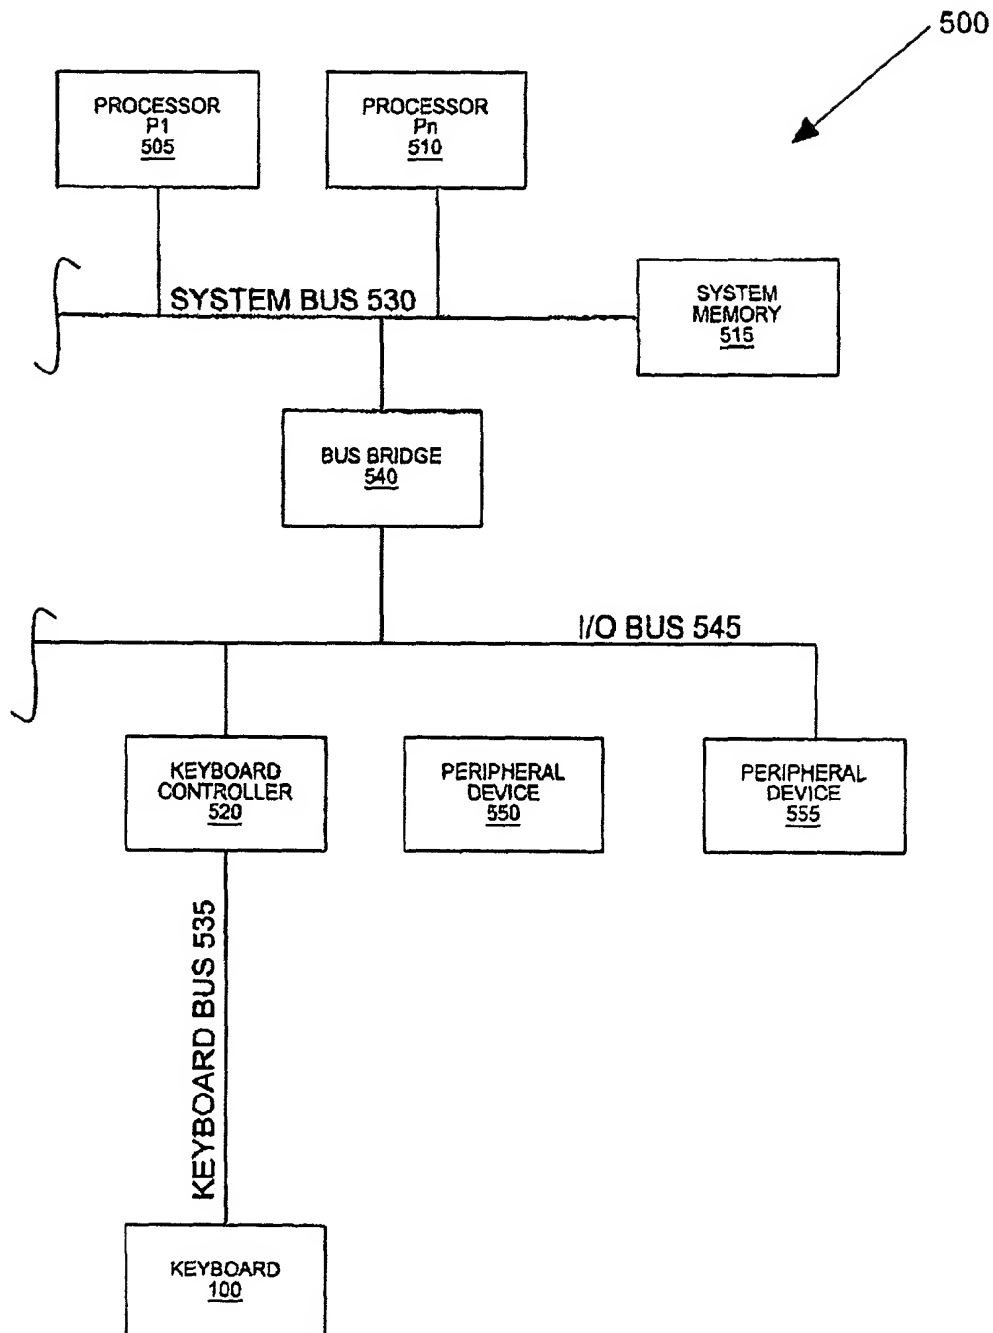 500
PROCESSOR
P1
505
PROCESSOR
Pn
510
SYSTEM BUS 530
SYSTEM
MEMORY
515
BUS BRIDGE
540
I/O BUS 545
KEYBOARD
CONTROLLER
520
PERIPHERAL
DEVICE
550
PERIPHERAL
DEVICE
555
KEYBOARD BUS 535
KEYBOARD
100